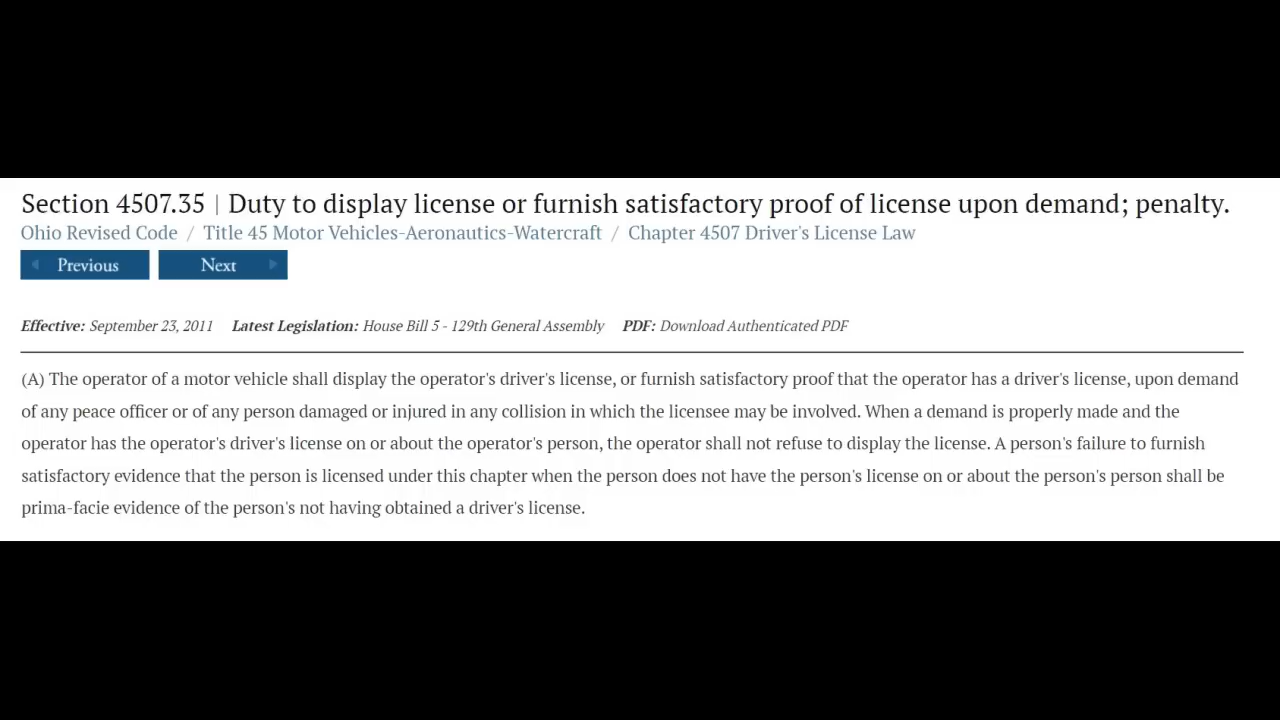 Section 4507.35 | Duty to display license or furnish satisfactory proof of license upon demand; penalty.
Ohio Revised Code / Title 45 Motor Vehicles-Aeronautics-Watercraft / Chapter 4507 Driver's License Law
Previous Next
Effective: September 23, 2011 Latest Legislation: House Bill 5 - 129th General Assembly PDF: Download Authenticated PDF
(A) The operator of a motor vehicle shall display the operator's driver's license, or furnish satisfactory proof that the operator has a driver's license, upon demand
of any peace officer or of any person damaged or injured in any collision in which the licensee may be involved. When a demand is properly made and the
operator has the operator's driver's license on or about the operator's person, the operator shall not refuse to display the license. A person's failure to furnish
satisfactory evidence that the person is licensed under this chapter when the person does not have the person's license on or about the person's person shall be
prima-facie evidence of the person's not having obtained a driver's license.